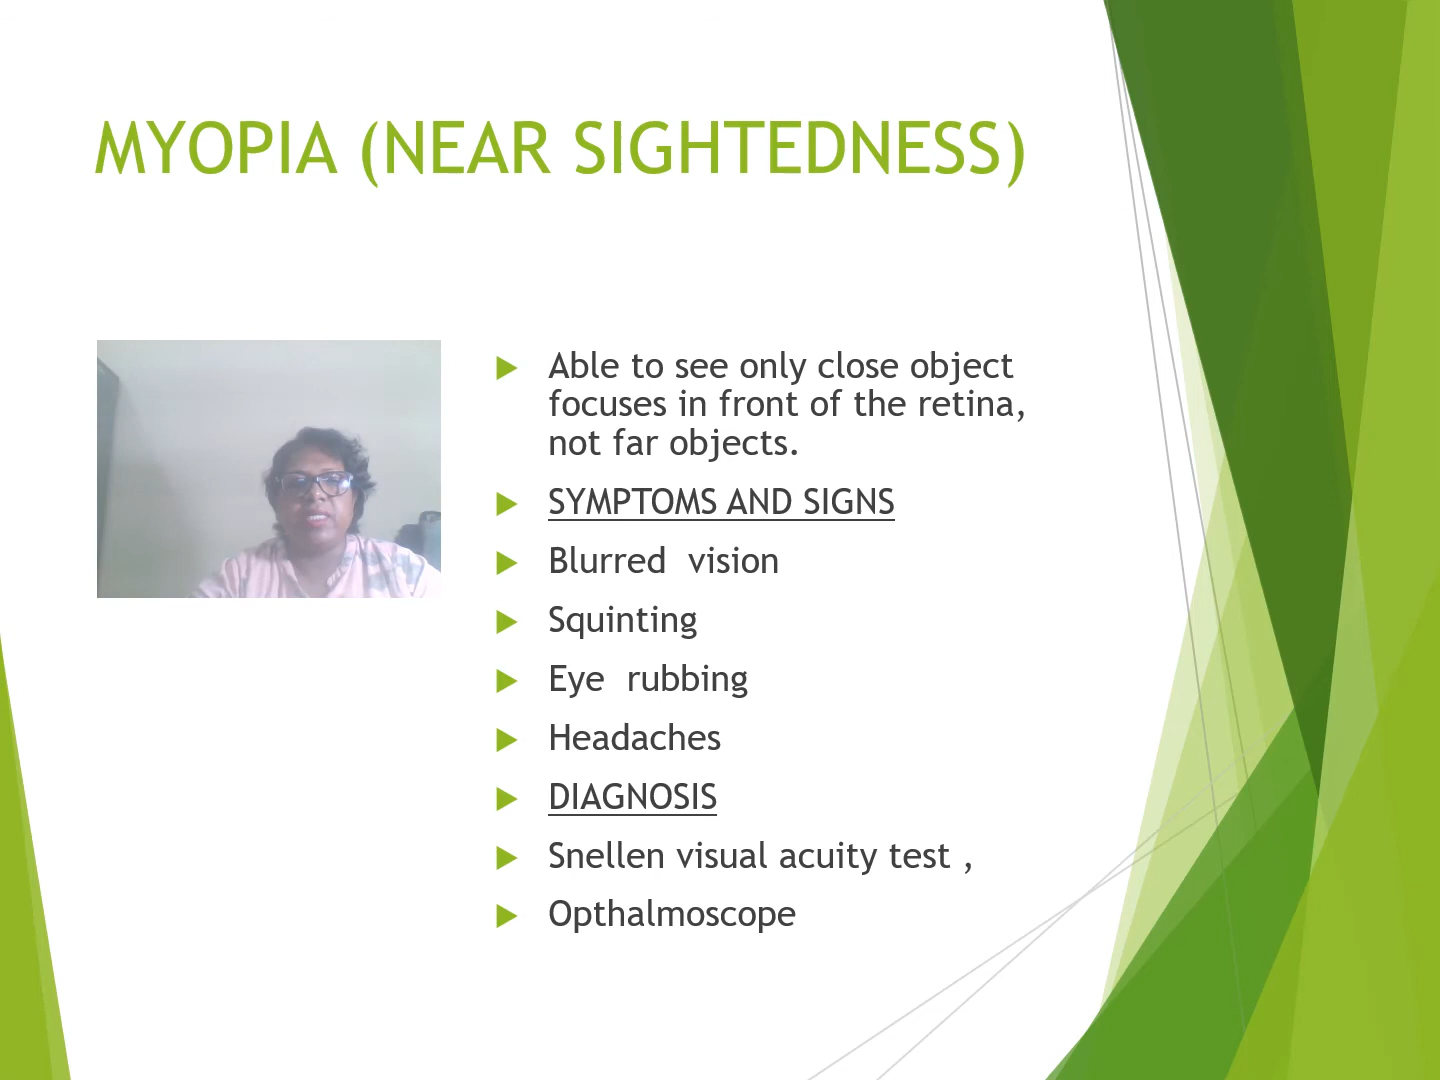 MYOPIA (NEAR SIGHTEDNESS)
Able to see only close object
focuses in front of the retina,
not far objects.
SYMPTOMS AND SIGNS
Blurred  vision
Squinting
Eye  rubbing
Headaches
DIAGNOSIS
Snellen visual acuity test ,
Opthalmoscope